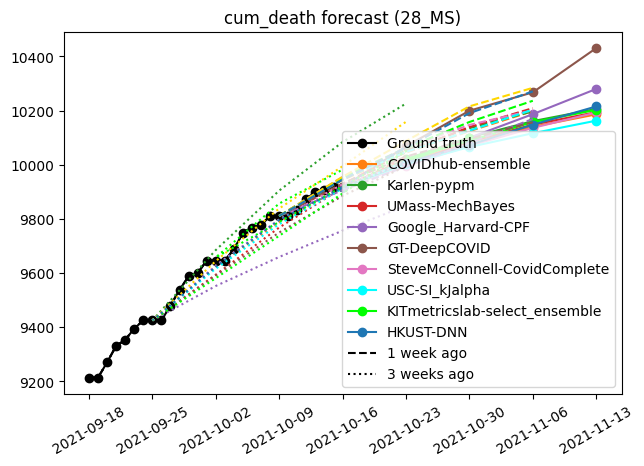 cum_death forecast (28_MS)
10400
10200
10000
9800
9600
9400
9200
Ground truth
COVIDhub-ensemble
Karlen-pypm
UMass-MechBayes
Google_Harvard-CPF
GT-DeepCOVID
SteveMcConnell-CovidComplete
USC-SI_kJalpha
KITmetricslab-select_ensemble
HKUST-DNN
1 week ago
3 weeks ago
2021-09-18
2021-09-25
2021-10-02
2021-10-09
2021-10-16
2021-10-23
2021-10-30
2021-11-06
2021-11-13